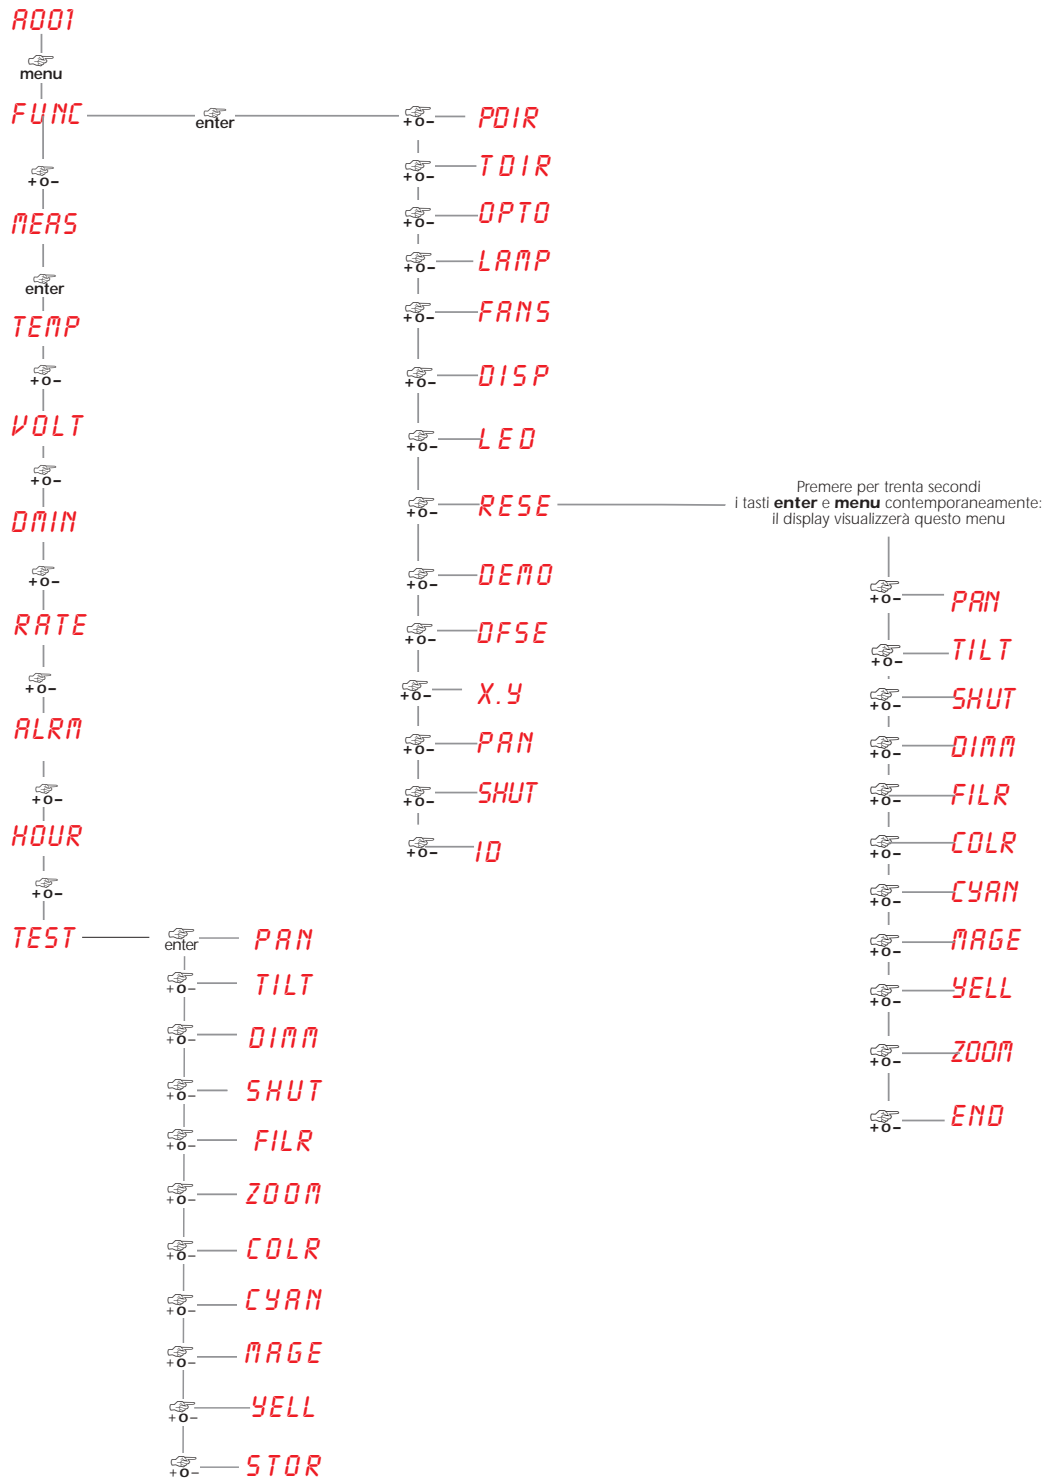 A001
menu
FUNC
enter
+o-
PDIR
+o-
TDIR
+o-
OPTO
+o-
LAMP
+o-
FANS
+o-
DISP
+o-
LED
+o-
RESE
+o-
DEMO
+o-
DFSE
+o-
X.Y
+o-
PAN
+o-
SHUT
+o-
ID
+o-
MEAS
enter
TEMP
+o-
VOLT
+o-
DMIN
+o-
RATE
+o-
ALRM
+o-
HOUR
+o-
TEST
enter
PAN
+o-
TILT
+o-
DIMM
+o-
SHUT
+o-
FILR
+o-
ZOOM
+o-
COLR
+o-
CYAN
+o-
MAGE
+o-
YELL
+o-
STOR
Premere per trenta secondi
i tasti enter e menu contemporaneamente:
il display visualizzerà questo menu
+o-
PAN
+o-
TILT
+o-
SHUT
+o-
DIMM
+o-
FILR
+o-
COLR
+o-
CYAN
+o-
MAGE
+o-
YELL
+o-
ZOOM
+o-
END